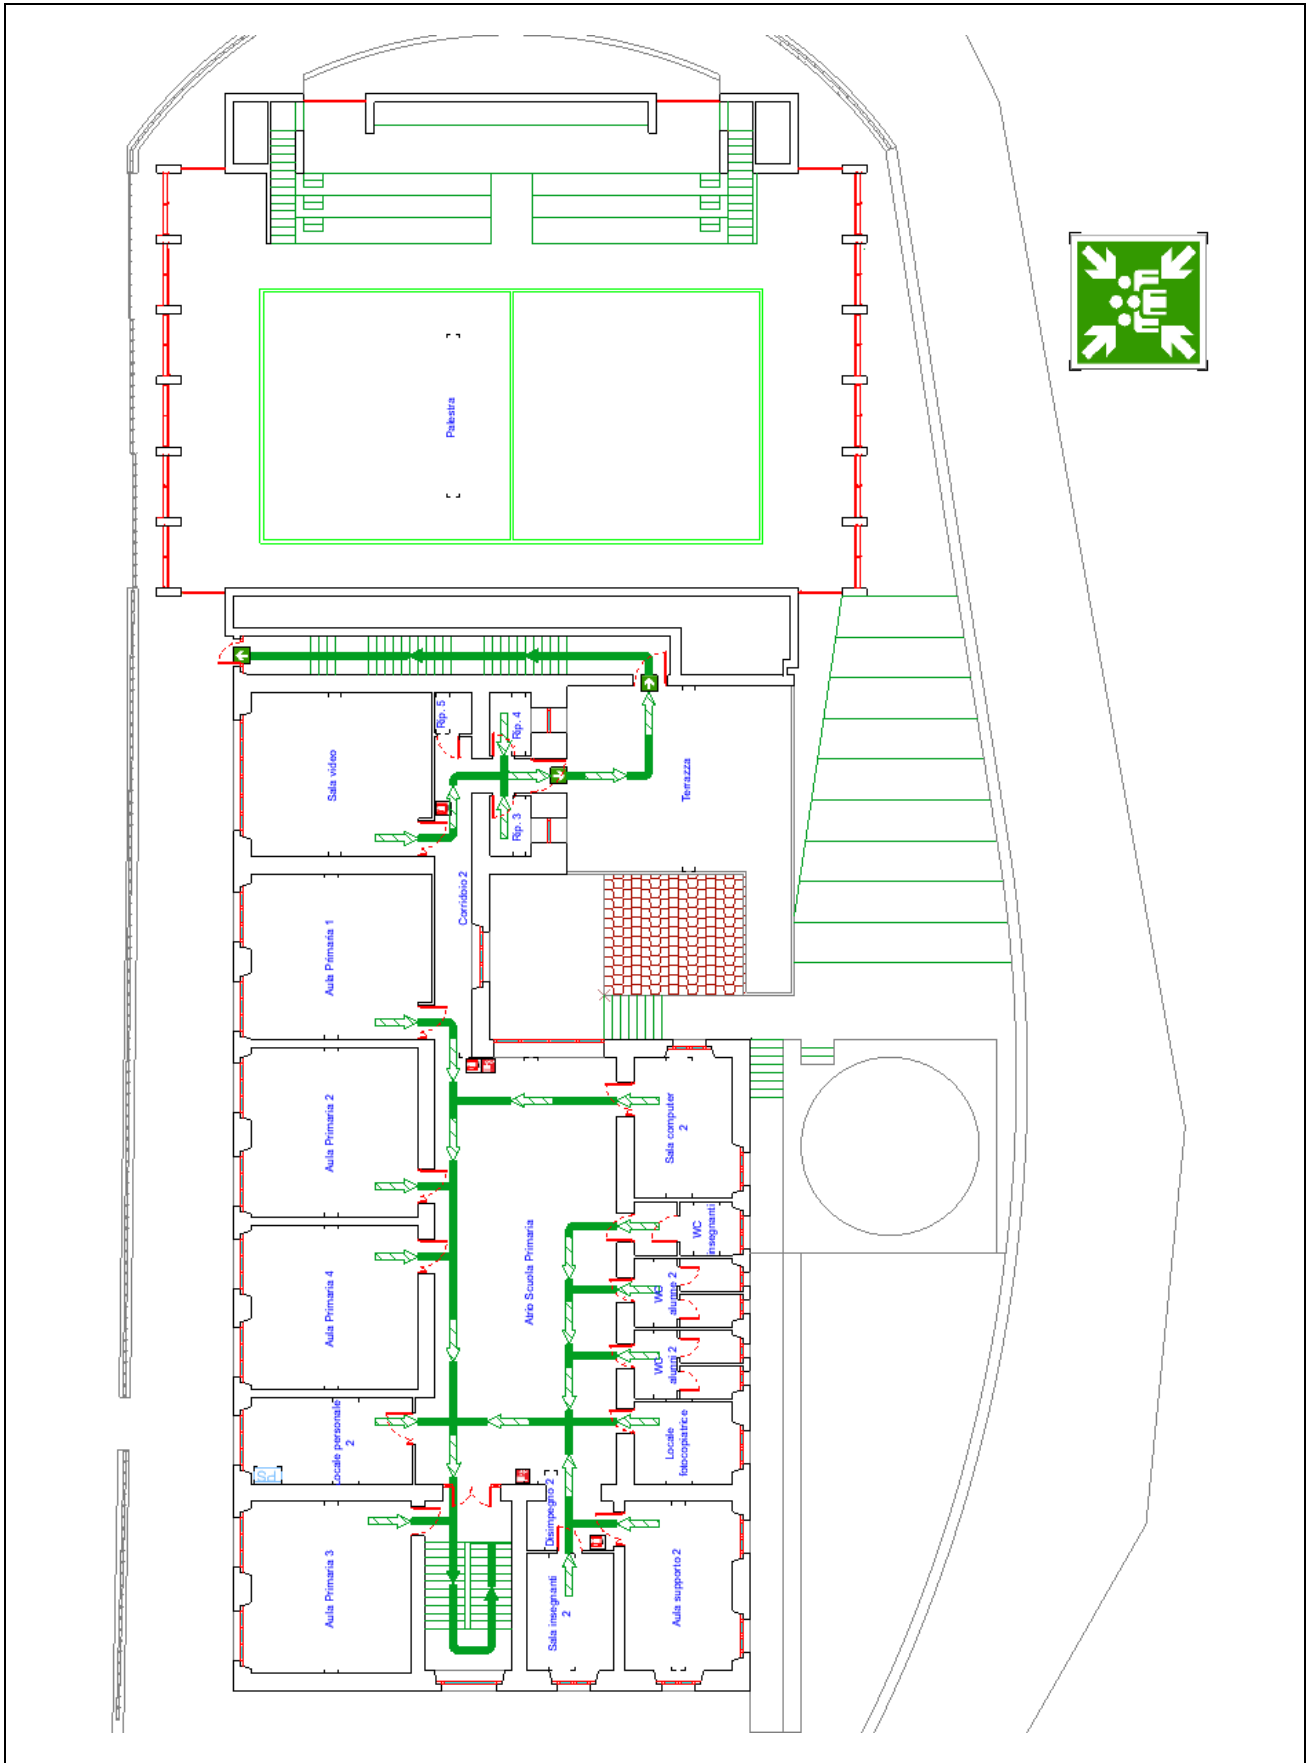 Palestra
Sala video
Rip. 5
Rip. 4
Rip. 3
Terrazza
Corridoio 2
Aula Primaria 1
Aula Primaria 2
Sala computer
2
WC
insegnanti
Atrio Scuola Primaria
WC
alunne 2
Aula Primaria 4
WC
alunni 2
Locale personale
2
Locale
fotocopiatrice
Disimpegno 2
Aula Primaria 3
Sala insegnanti
2
Aula supporto 2